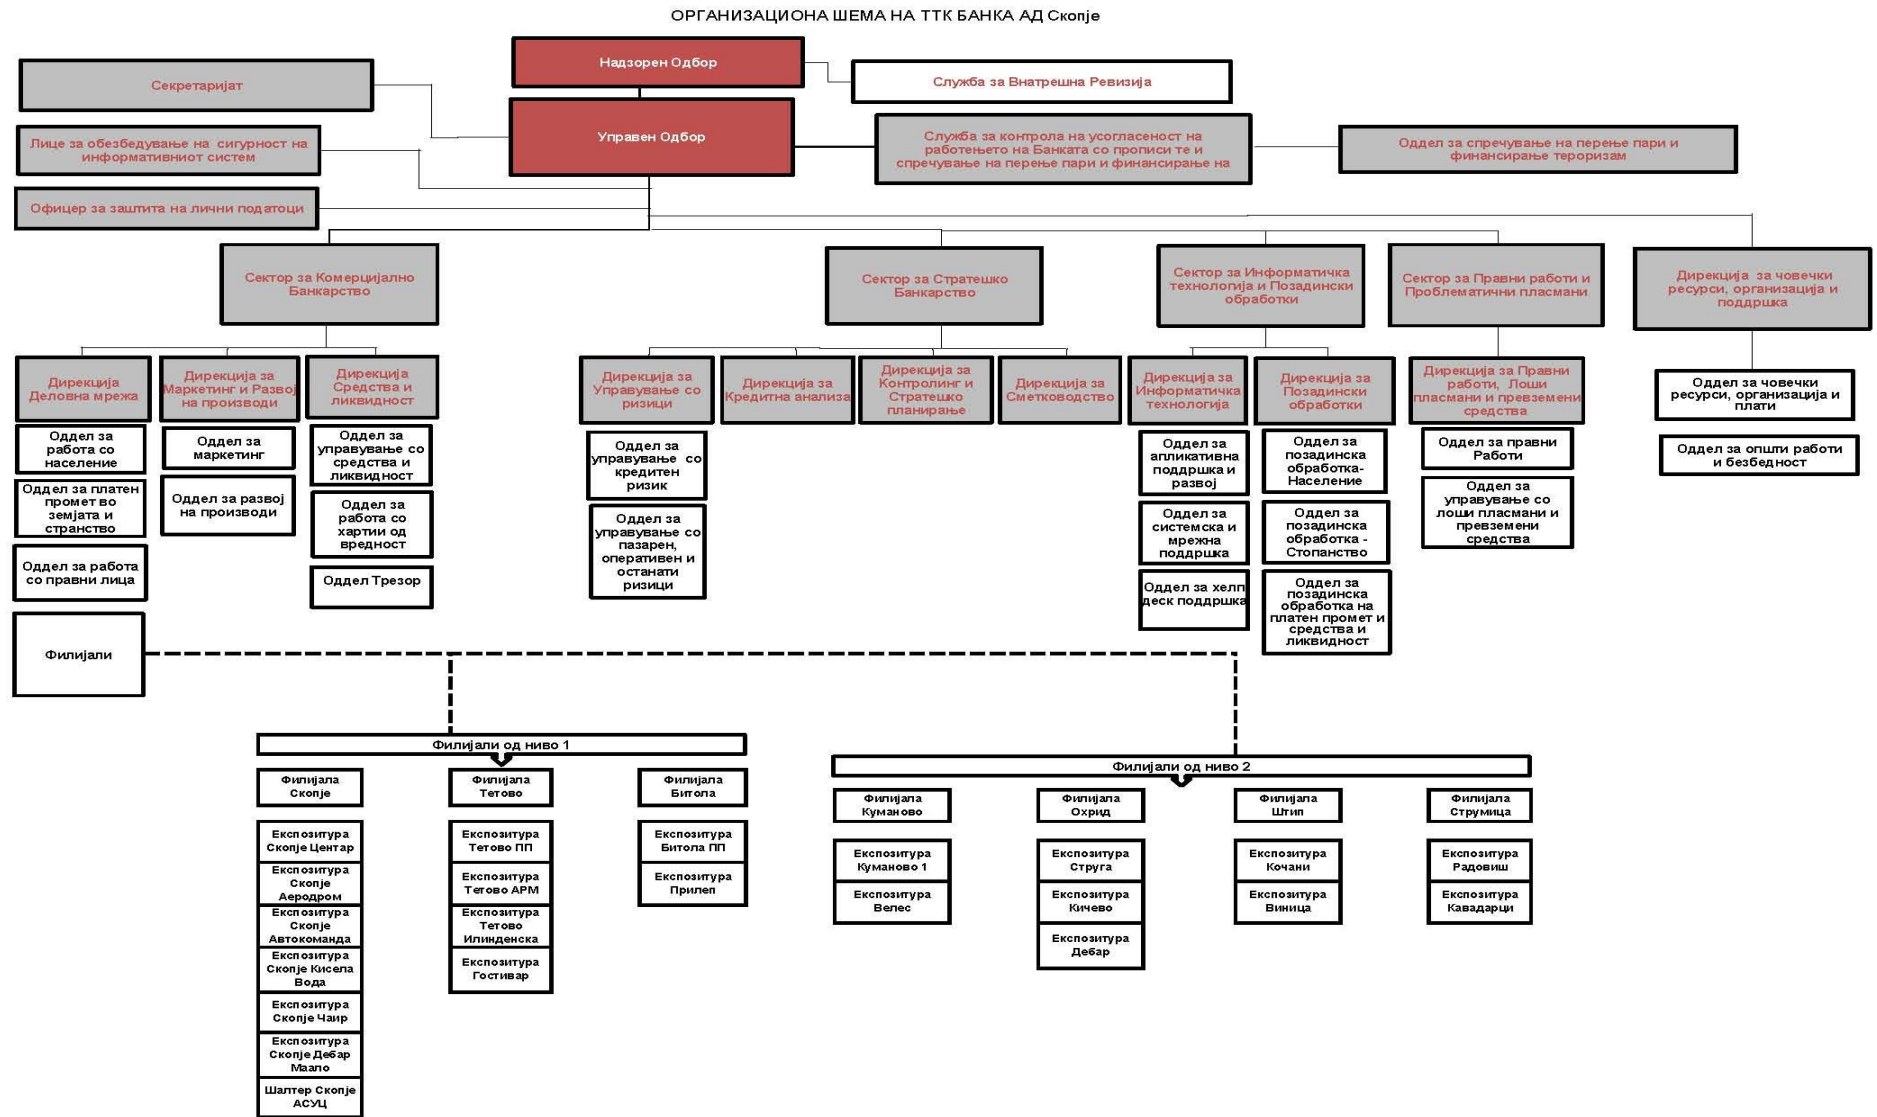 ОРГАНИЗАЦИОНА ШЕМА НА ТТК БАНКА АД Скопје
Надзорен Одбор
Секретаријат
Служба за Внатрешна Ревизија
Управен Одбор
Лице за обезбедување на сигурност на
информативниот систем
Служба за контрола на усогласеност на
работењето на Банката со прописи те и
спречување на перење пари и финансирање на
Оддел за спречување на перење пари и
финансирање тероризам
Офицер за заштита на лични податоци
Сектор за Комерцијално
Банкарство
Сектор за Стратешко
Банкарство
Сектор за Информатичка
технологија и Позадински
обработки
Сектор за Правни работи и
Проблематични пласмани
Дирекција за човечки
ресурси, организација и
поддршка
Дирекција
Деловна мрежа
Дирекција за
Маркетинг и Развој
на производи
Дирекција
Средства и
ликвидност
Дирекција за
Управување со
ризици
Дирекција за
Кредитна анализа
Дирекција за
Контролинг и
Стратешко
планирање
Дирекција за
Сметководство
Дирекција за
Информатичка
технологија
Дирекција за
Позадински
обработки
Дирекција за Правни
работи, Лоши
пласмани и превземени
средства
Оддел за човечки
ресурси, организација и
плати
Оддел за општи работи
и безбедност
Оддел за
работа со
население
Оддел за платен
промет во
земјата и
странство
Оддел за работа
со правни лица
Филијали
Оддел за
маркетинг
Оддел за развој
на производи
Оддел за
управување со
средства и
ликвидност
Оддел за
работа со
хартии од
вредност
Оддел Трезор
Оддел за
управување со
кредитен
ризик
Оддел за
управување со
пазарен,
оперативен и
останати
ризици
Оддел за
апликативна
поддршка и
развој
Оддел за
системска и
мрежна
поддршка
Оддел за хелп
деск поддршка
Оддел за
позадинска
обработка-
Население
Оддел за
позадинска
обработка -
Стопанство
Оддел за
позадинска
обработка на
платен промет и
средства и
ликвидност
Оддел за правни
Работи
Оддел за
управување со
лоши пласмани и
превземени
средства
Филијали од ниво 1
Филијала
Скопје
Експозитура
Скопје Центар
Експозитура
Скопје
Аеродром
Експозитура
Скопје
Автокоманда
Експозитура
Скопје Кисела
Вода
Експозитура
Скопје Чаир
Експозитура
Скопје Дебар
Маало
Шалтер Скопје
АСУЦ
Филијала
Тетово
Експозитура
Тетово ПП
Експозитура
Тетово АРМ
Експозитура
Тетово
Илинденска
Експозитура
Гостивар
Филијала
Битола
Експозитура
Битола ПП
Експозитура
Прилеп
Филијали од ниво 2
Филијала
Куманово
Експозитура
Куманово 1
Експозитура
Велес
Филијала
Охрид
Експозитура
Струга
Експозитура
Кичево
Експозитура
Дебар
Филијала
Штип
Експозитура
Кочани
Експозитура
Виница
Филијала
Струмица
Експозитура
Радовиш
Експозитура
Кавадарци